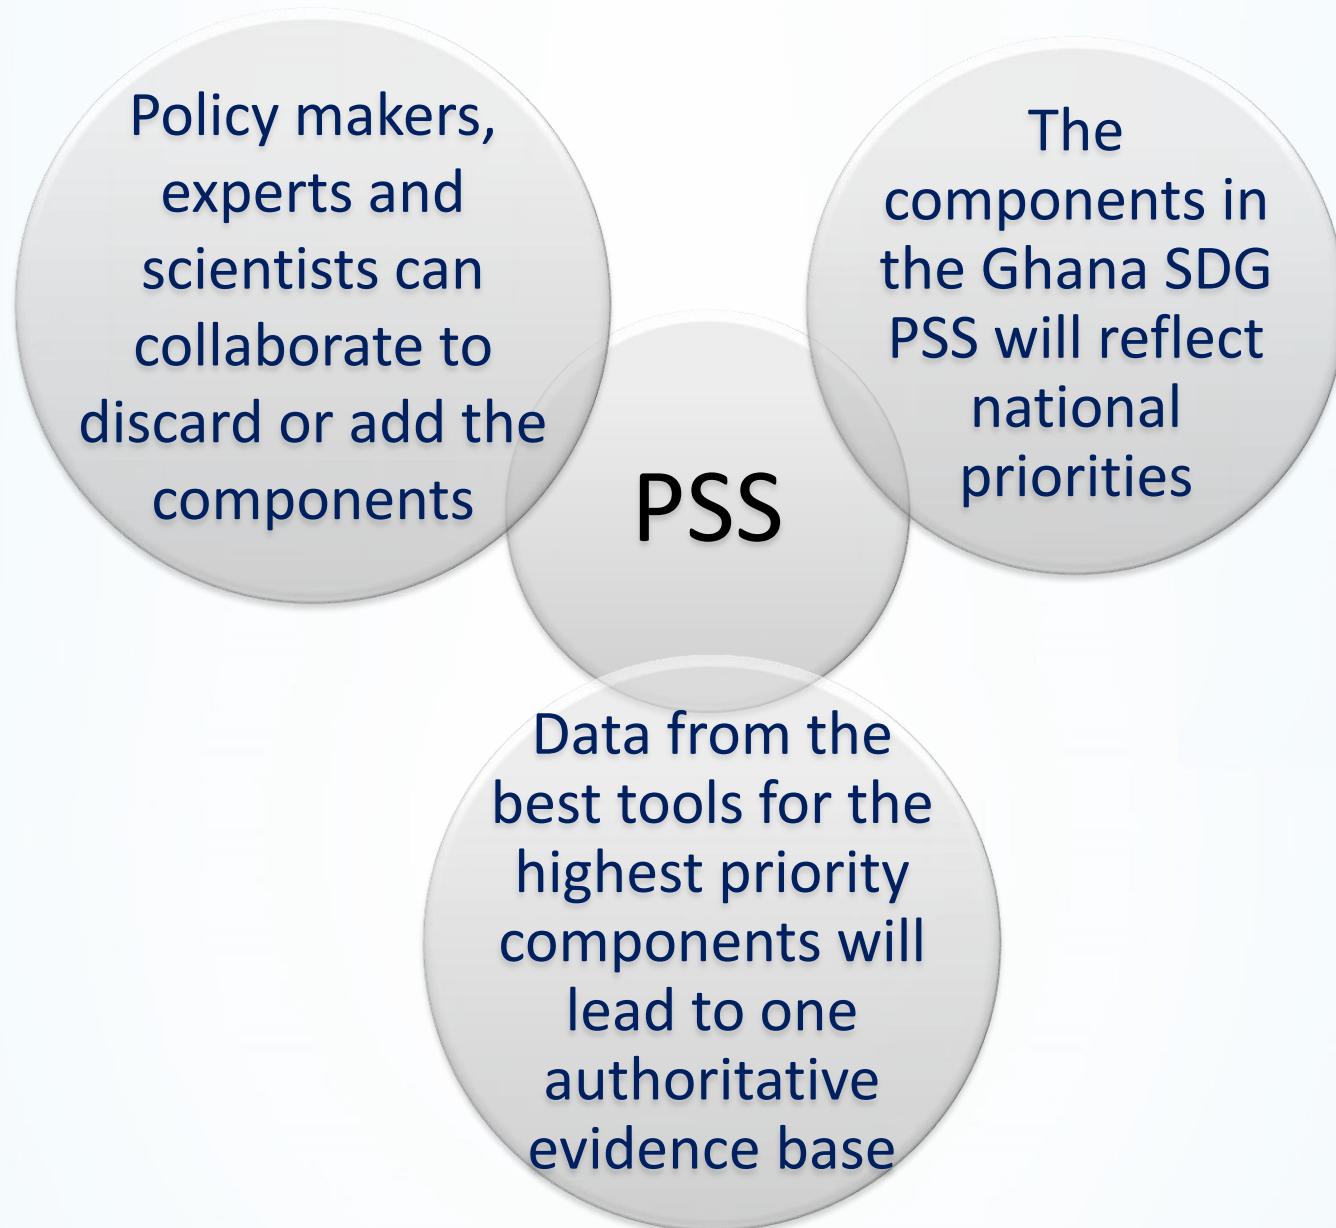 Policy makers,
experts and
scientists can
collaborate to
discard or add the
components
The
components in
the Ghana SDG
PSS will reflect
national
priorities
PSS
Data from the
best tools for the
highest priority
components will
lead to one
authoritative
evidence base